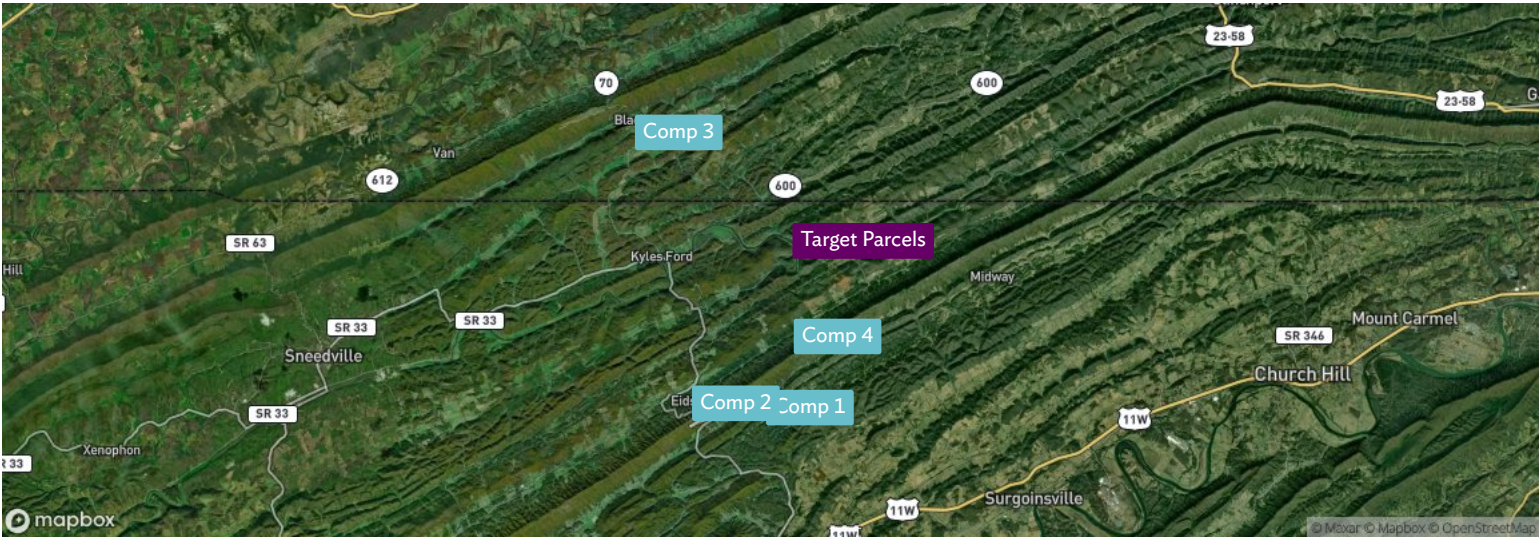 23-58
70
600
23-58
Comp 3
Van
612
600
SR 63
Target Parcels
Kyles Ford
Hill
Midway
SR 33
SR 33
Comp 4
Mount Carmel
SR 346
Sneedville
Church Hill
Comp 2
Comp 1
SR 33
11W
Xenophon
33
Surgoinsville
11W
mapbox
11W
© Maxar © Mapbox © OpenStreetMap